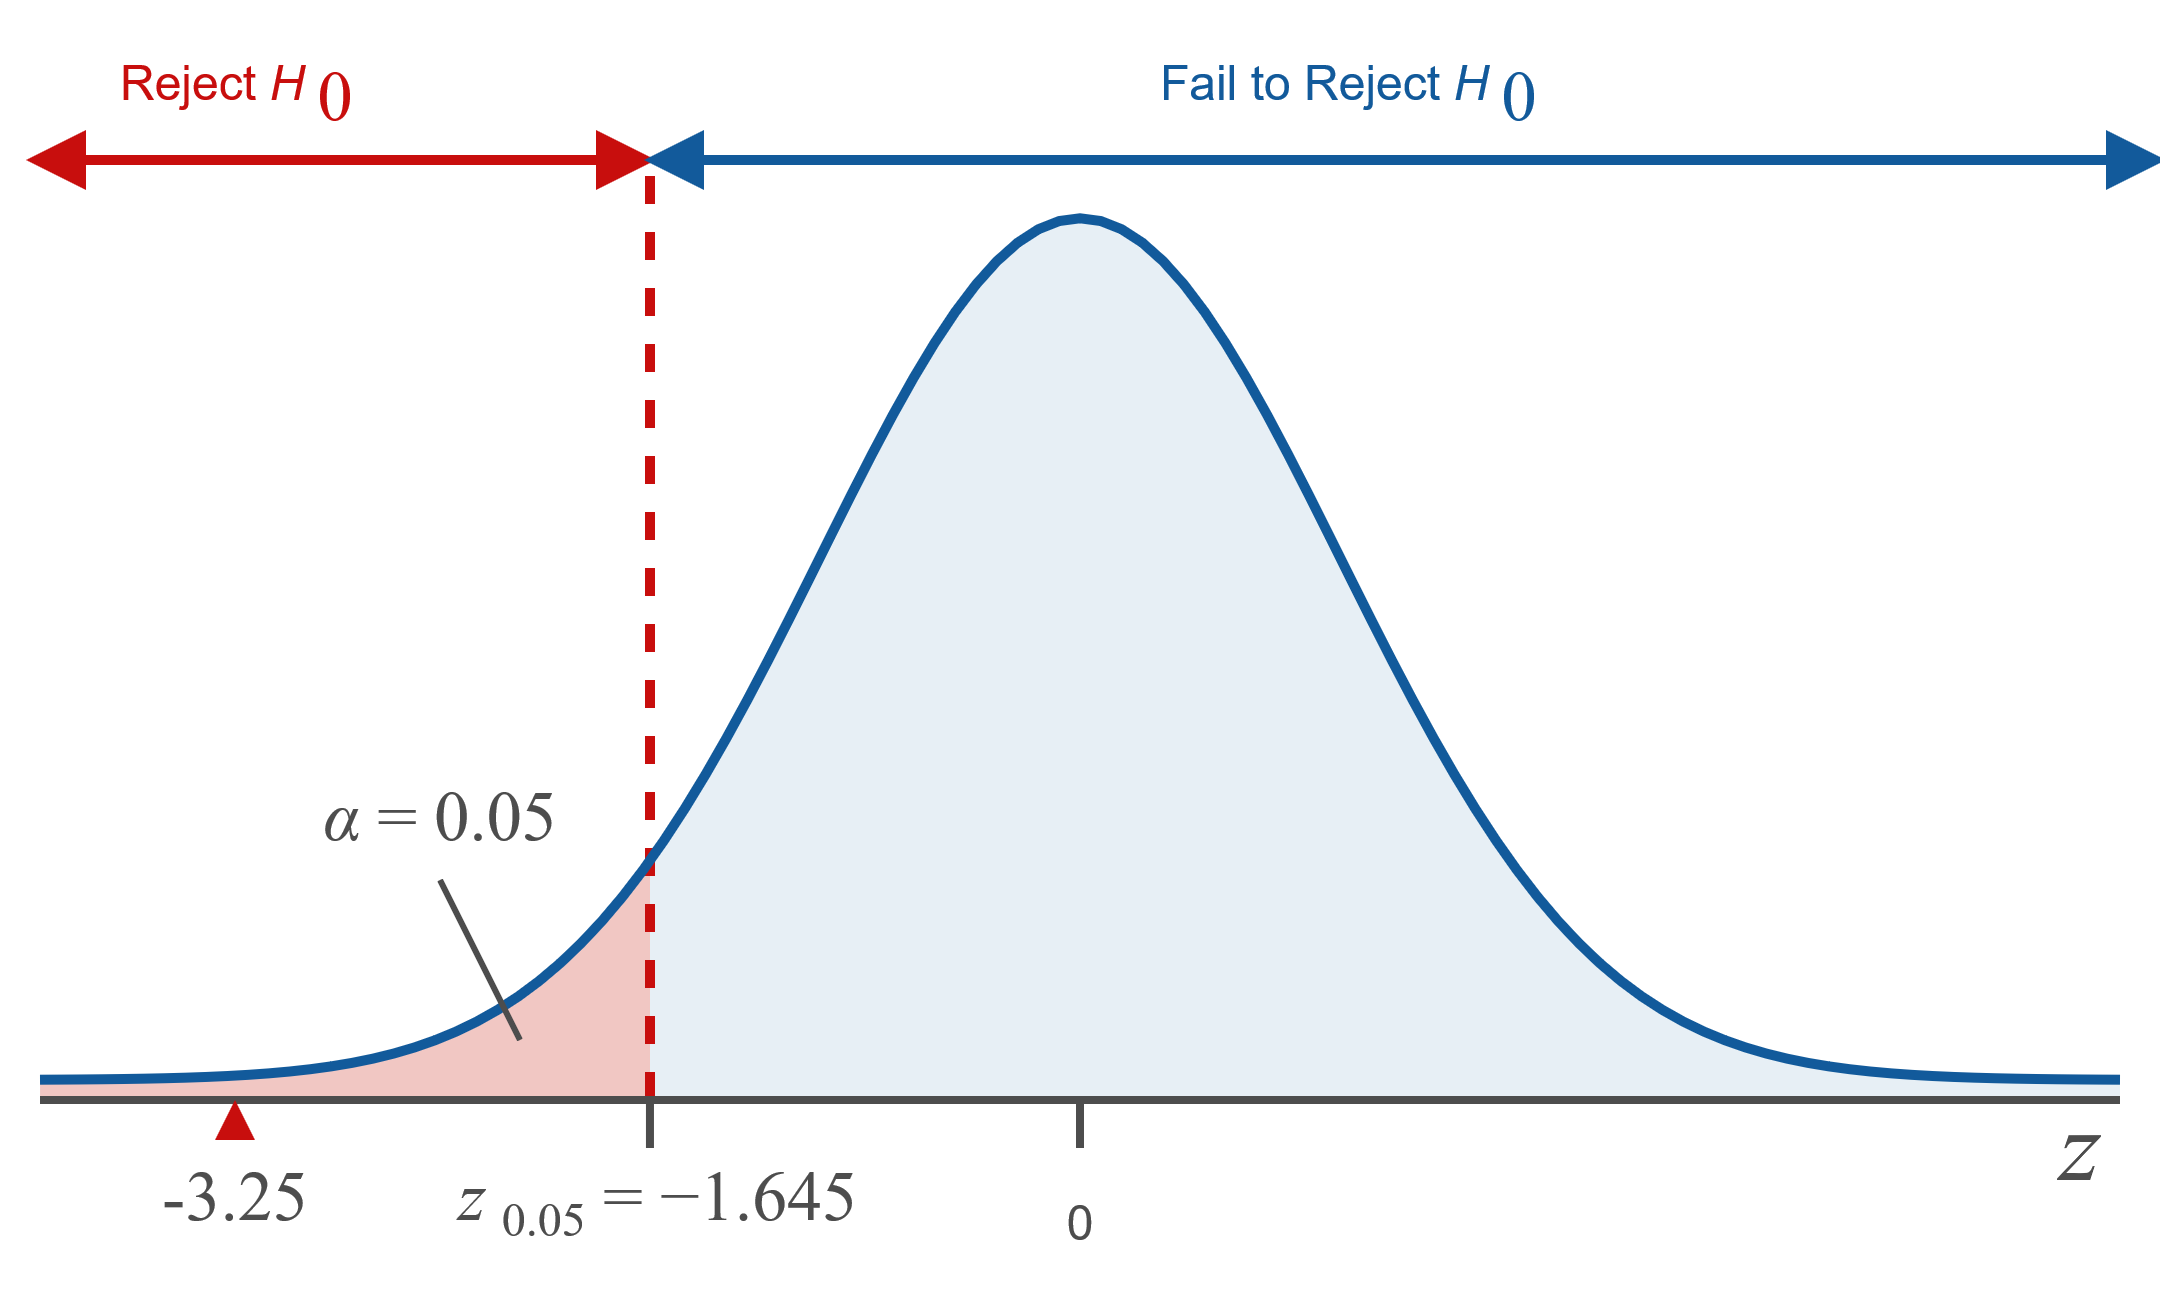 Reject H 0
Fail to Reject H 0
α = 0.05
z
-3.25
z 0.05 = −1.645
0